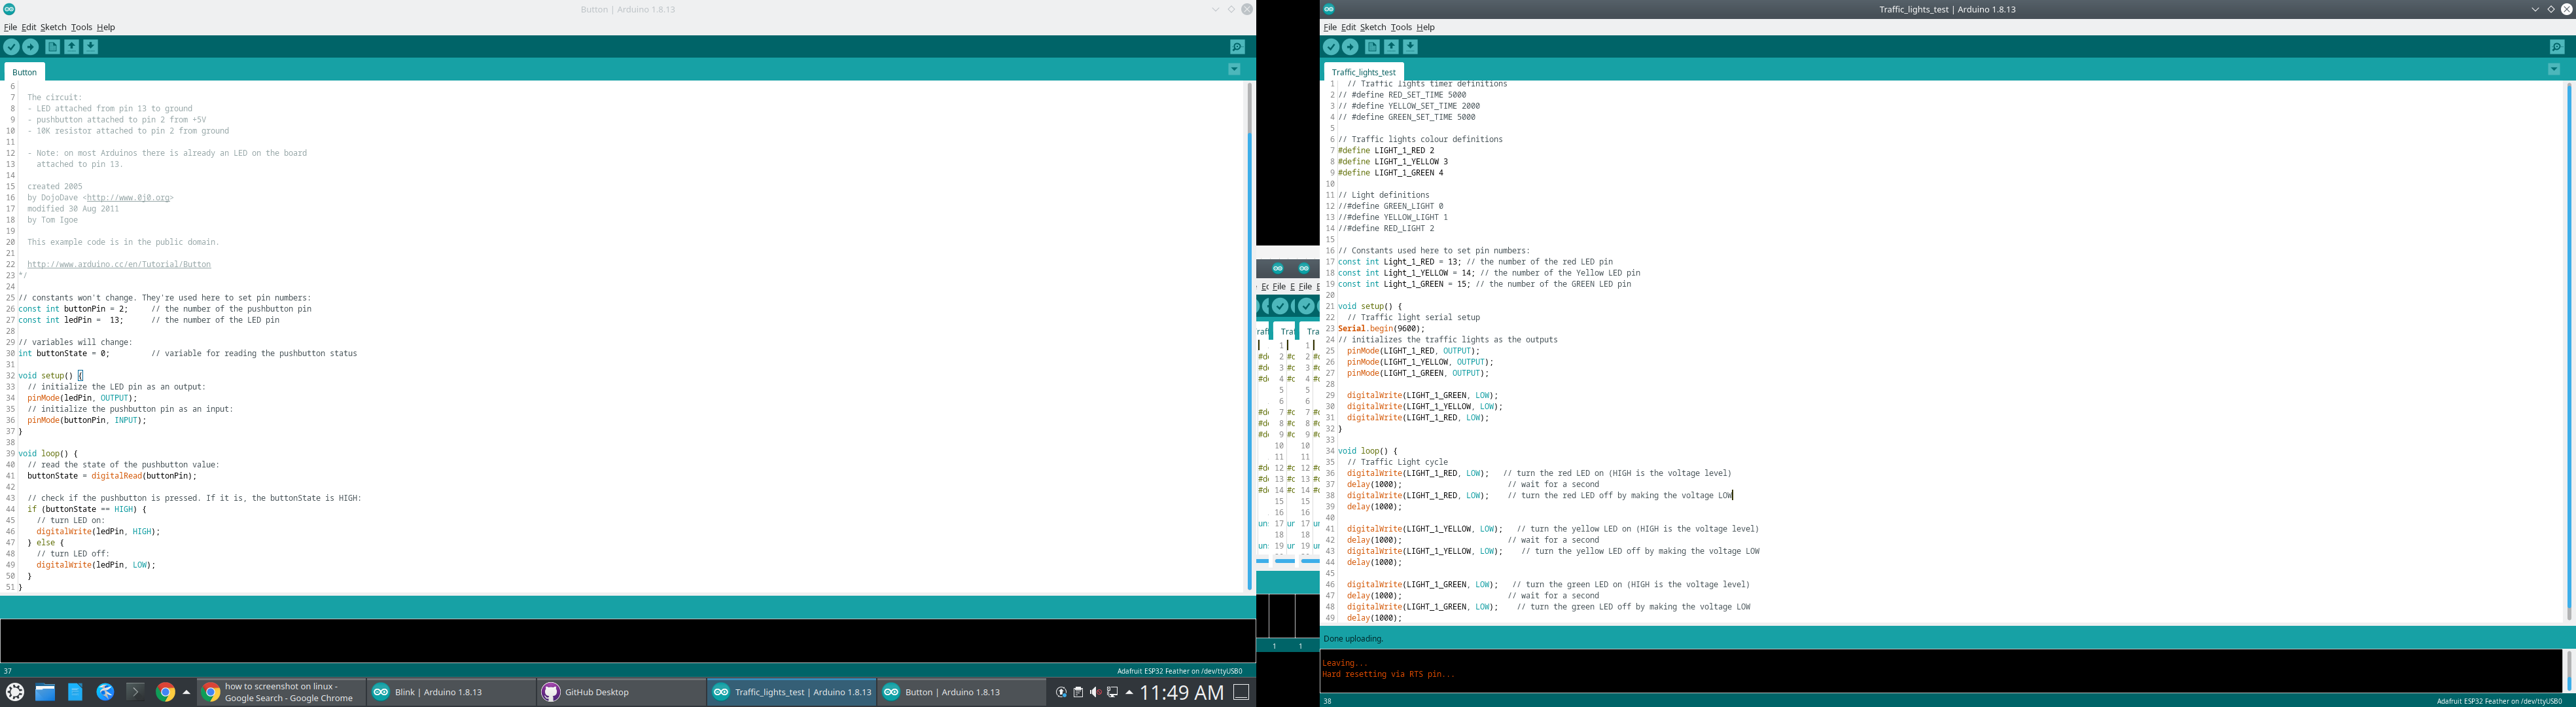 Button | Arduino 1.8.13
File Edit Sketch Tools Help
Button
6
7 The circuit:
8 - LED attached from pin 13 to ground
9 - pushbutton attached to pin 2 from +5V
10 - 10K resistor attached to pin 2 from ground
11
12 - Note: on most Arduinos there is already an LED on the board
13 attached to pin 13.
14
15 created 2005
16 by DojoDave <http://www.0j0.org>
17 modified 30 Aug 2011
18 by Tom Igoe
19
20 This example code is in the public domain.
21
22 http://www.arduino.cc/en/Tutorial/Button
23 */
24
25 // constants won't change. They're used here to set pin numbers:
26 const int buttonPin = 2; // the number of the pushbutton pin
27 const int ledPin = 13; // the number of the LED pin
28
29 // variables will change:
30 int buttonState = 0; // variable for reading the pushbutton status
31
32 void setup() {
33 // initialize the LED pin as an output:
34 pinMode(ledPin, OUTPUT);
35 // initialize the pushbutton pin as an input:
36 pinMode(buttonPin, INPUT);
37 }
38
39 void loop() {
40 // read the state of the pushbutton value:
41 buttonState = digitalRead(buttonPin);
42
43 // check if the pushbutton is pressed. If it is, the buttonState is HIGH:
44 if (buttonState == HIGH) {
45 // turn LED on:
46 digitalWrite(ledPin, HIGH);
47 } else {
48 // turn LED off:
49 digitalWrite(ledPin, LOW);
50 }
51 }
37
Adafruit ESP32 Feather on /dev/ttyUSB0
how to screenshot on linux - Google Search - Google Chrome
Blink | Arduino 1.8.13
GitHub Desktop
Traffic_lights_test | Arduino 1.8.13
Button | Arduino 1.8.13
11:49 AM
Traffic_lights_test | Arduino 1.8.13
File Edit Sketch Tools Help
Traffic_lights_test
1 // Traffic lights timer definitions
2 // #define RED_SET_TIME 5000
3 // #define YELLOW_SET_TIME 2000
4 // #define GREEN_SET_TIME 5000
5
6 // Traffic lights colour definitions
7 #define LIGHT_1_RED 2
8 #define LIGHT_1_YELLOW 3
9 #define LIGHT_1_GREEN 4
10
11 // Light definitions
12 //#define GREEN_LIGHT 0
13 //#define YELLOW_LIGHT 1
14 //#define RED_LIGHT 2
15
16 // Constants used here to set pin numbers:
17 const int Light_1_RED = 13; // the number of the red LED pin
18 const int Light_1_YELLOW = 14; // the number of the Yellow LED pin
19 const int Light_1_GREEN = 15; // the number of the GREEN LED pin
20
21 void setup() {
22 // Traffic light serial setup
23 Serial.begin(9600);
24 // initializes the traffic lights as the outputs
25 pinMode(LIGHT_1_RED, OUTPUT);
26 pinMode(LIGHT_1_YELLOW, OUTPUT);
27 pinMode(LIGHT_1_GREEN, OUTPUT);
28
29 digitalWrite(LIGHT_1_GREEN, LOW);
30 digitalWrite(LIGHT_1_YELLOW, LOW);
31 digitalWrite(LIGHT_1_RED, LOW);
32 }
33
34 void loop() {
35 // Traffic Light cycle
36 digitalWrite(LIGHT_1_RED, LOW); // turn the red LED on (HIGH is the voltage level)
37 delay(1000); // wait for a second
38 digitalWrite(LIGHT_1_RED, LOW); // turn the red LED off by making the voltage LOW
39 delay(1000);
40
41 digitalWrite(LIGHT_1_YELLOW, LOW); // turn the yellow LED on (HIGH is the voltage level)
42 delay(1000); // wait for a second
43 digitalWrite(LIGHT_1_YELLOW, LOW); // turn the yellow LED off by making the voltage LOW
44 delay(1000);
45
46 digitalWrite(LIGHT_1_GREEN, LOW); // turn the green LED on (HIGH is the voltage level)
47 delay(1000); // wait for a second
48 digitalWrite(LIGHT_1_GREEN, LOW); // turn the green LED off by making the voltage LOW
49 delay(1000);
Done uploading.
Leaving...
Hard resetting via RTS pin...
38
Adafruit ESP32 Feather on /dev/ttyUSB0